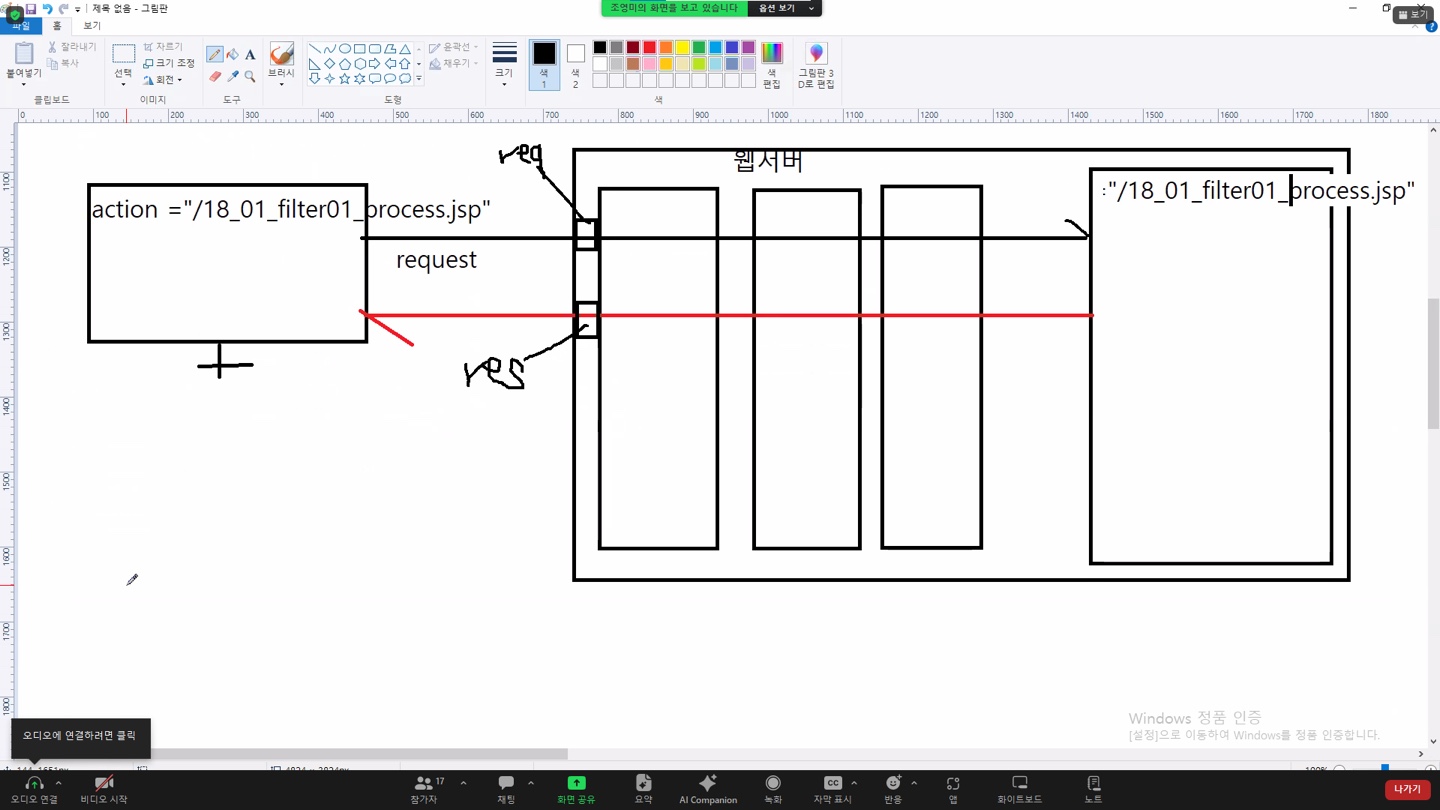 제목 없음 - 그림판
조영미의 화면을 보고 있습니다
옵션 보기
보기
파일
홈
보기
붙여넣기
잘라내기
복사
클립보드
선택
자르기
크기 조정
회전
이미지
A
도구
브러시
윤곽선
채우기
도형
크기
색
1
색
2
색
편집
색
그림판 3
D로 편집
0 100 200 300 400 500 600 700 800 900 1000 1100 1200 1300 1400 1500 1600 1700 1800
1100
1200
1300
1400
1500
1600
1700
1800
req
웹서버
action ="/18_01_filter01_process.jsp"
:"/18_01_filter01_process.jsp"
request
res
Windows 정품 인증
[설정]으로 이동하여 Windows를 정품 인증합니다.
오디오에 연결하려면 클릭
오디오 연결
비디오 시작
17
참가자
채팅
화면 공유
요약
AI Companion
녹화
CC
자막 표시
반응
앱
화이트보드
노트
나가기